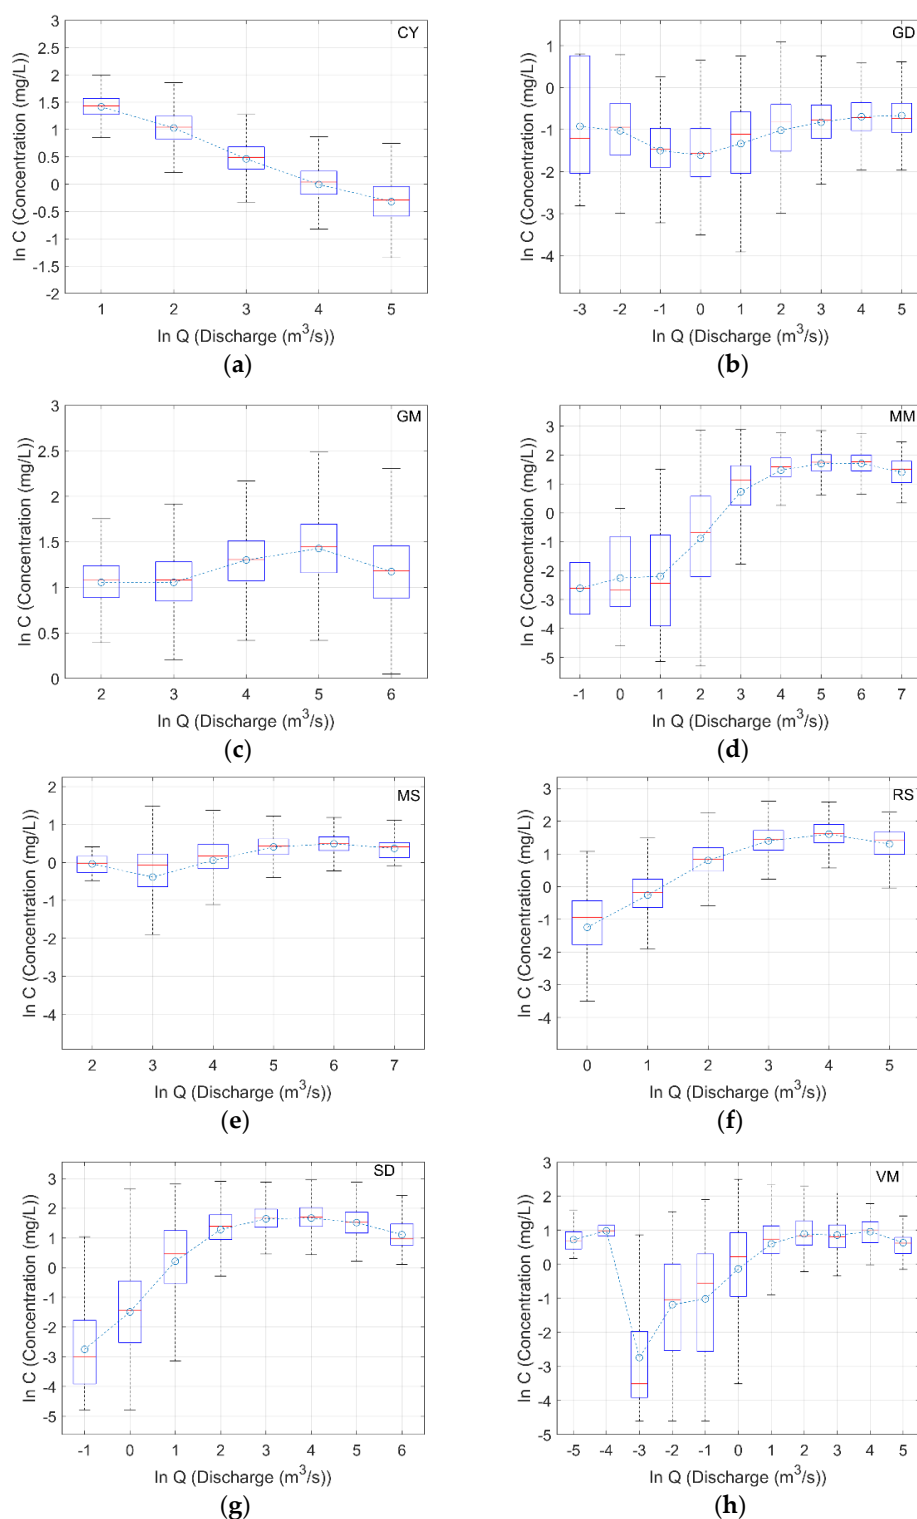 CY
ln C (Concentration (mg/L))
3
2.5
2
1.5
1
0.5
0
-0.5
-1
-1.5
-2
1 2 3 4 5
ln Q (Discharge (m³/s))
(a)
GD
ln C (Concentration (mg/L))
1
0
-1
-2
-3
-4
-3 -2 -1 0 1 2 3 4 5
ln Q (Discharge (m³/s))
(b)
GM
ln C (Concentration (mg/L))
3
2.5
2
1.5
1
0.5
0
2 3 4 5 6
ln Q (Discharge (m³/s))
(c)
MM
ln C (Concentration (mg/L))
3
2
1
0
-1
-2
-3
-4
-5
-1 0 1 2 3 4 5 6 7
ln Q (Discharge (m³/s))
(d)
MS
ln C (Concentration (mg/L))
2
1
0
-1
-2
-4
2 3 4 5 6 7
ln Q (Discharge (m³/s))
(e)
RS
ln C (Concentration (mg/L))
3
2
1
0
-1
-2
-3
-4
0 1 2 3 4 5
ln Q (Discharge (m³/s))
(f)
SD
ln C (Concentration (mg/L))
3
2
1
0
-1
-2
-3
-4
-5
-1 0 1 2 3 4 5 6
ln Q (Discharge (m³/s))
(g)
VM
ln C (Concentration (mg/L))
3
2
1
0
-1
-2
-3
-4
-5
-5 -4 -3 -2 -1 0 1 2 3 4 5
ln Q (Discharge (m³/s))
(h)